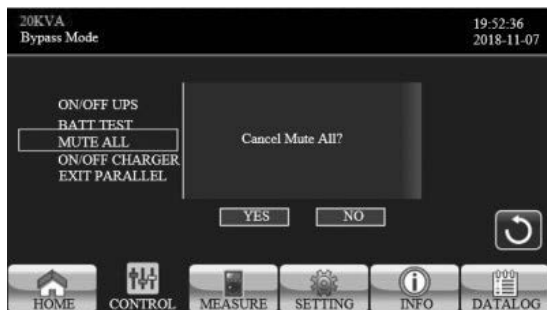 20KVA
Bypass Mode
19:52:36
2018-11-07
ON/OFF UPS
BATT TEST
MUTE ALL
ON/OFF CHARGER
EXIT PARALLEL
Cancel Mute All?
YES NO
HOME CONTROL MEASURE SETTING INFO DATALOG